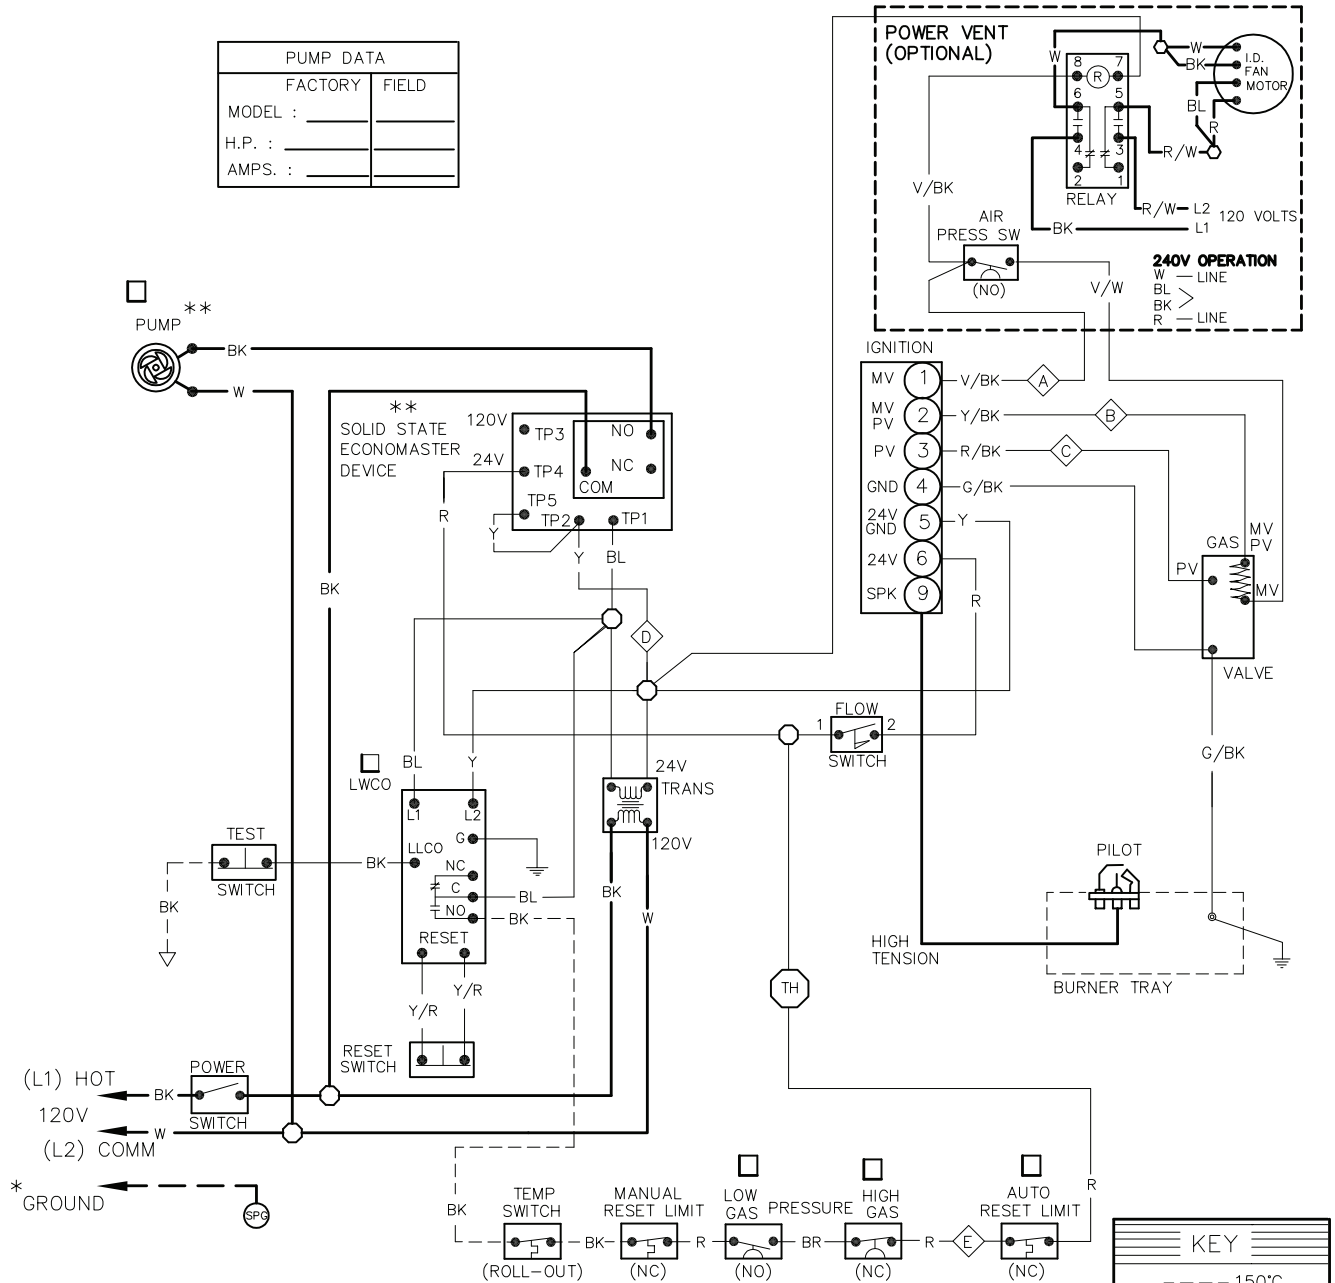 PUMP DATA
FACTORY FIELD
MODEL :
H.P. :
AMPS. :
POWER VENT
(OPTIONAL)
W
8 7
R
6 5
4 3
2 1
RELAY
W
BK
I.D.
FAN
MOTOR
BL
R
R/W
V/BK
R/W L2
BK L1
120 VOLTS
AIR
PRESS SW
(NO)
V/W
240V OPERATION
W — LINE
BL
BK
R — LINE
**
PUMP
BK
W
**
SOLID STATE
ECONOMASTER
DEVICE
120V
24V
TP3
TP4
TP5
TP2
TP1
NO
NC
COM
R
Y
Y
BL
BK
D
IGNITION
MV 1 V/BK A
MV
PV 2 Y/BK B
PV 3 R/BK C
GND 4 G/BK
24V
GND 5 Y
24V 6
SPK 9
R
GAS
MV
PV
PV
MV
VALVE
G/BK
FLOW
1 2
SWITCH
LWCO
BL
Y
L1 L2
G
LLCO
NC
C
NO
RESET
BL
BK
24V
TRANS
120V
BK
W
TEST
SWITCH
BK
BK
Y/R
Y/R
RESET
SWITCH
HIGH
TENSION
PILOT
BURNER TRAY
TH
(L1) HOT
BK
POWER
SWITCH
120V
W
(L2) COMM
*
GROUND
SPG
BK
TEMP
SWITCH
(ROLL-OUT)
BK
MANUAL
RESET LIMIT
(NC)
R
LOW
GAS
(NO)
PRESSURE
BR
HIGH
GAS
(NC)
R
E
AUTO
RESET LIMIT
(NC)
R
KEY
150°C